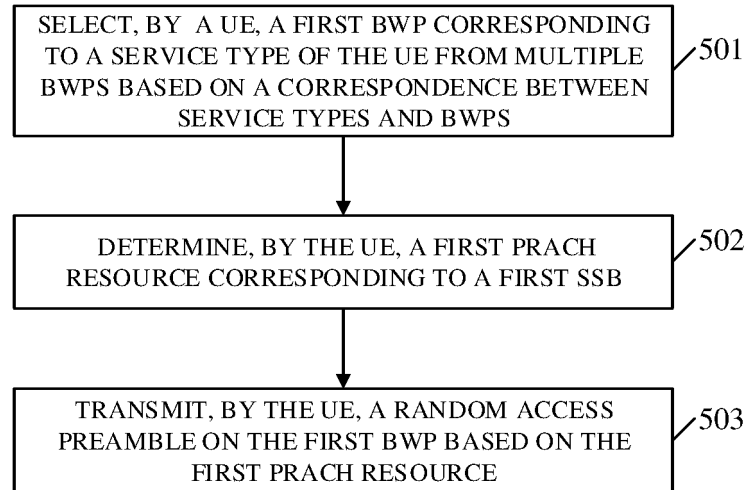 SELECT, BY A UE, A FIRST BWP CORRESPONDING
TO A SERVICE TYPE OF THE UE FROM MULTIPLE
BWPS BASED ON A CORRESPONDENCE BETWEEN
SERVICE TYPES AND BWPS
501
DETERMINE, BY THE UE, A FIRST PRACH
RESOURCE CORRESPONDING TO A FIRST SSB
502
TRANSMIT, BY THE UE, A RANDOM ACCESS
PREAMBLE ON THE FIRST BWP BASED ON THE
FIRST PRACH RESOURCE
503